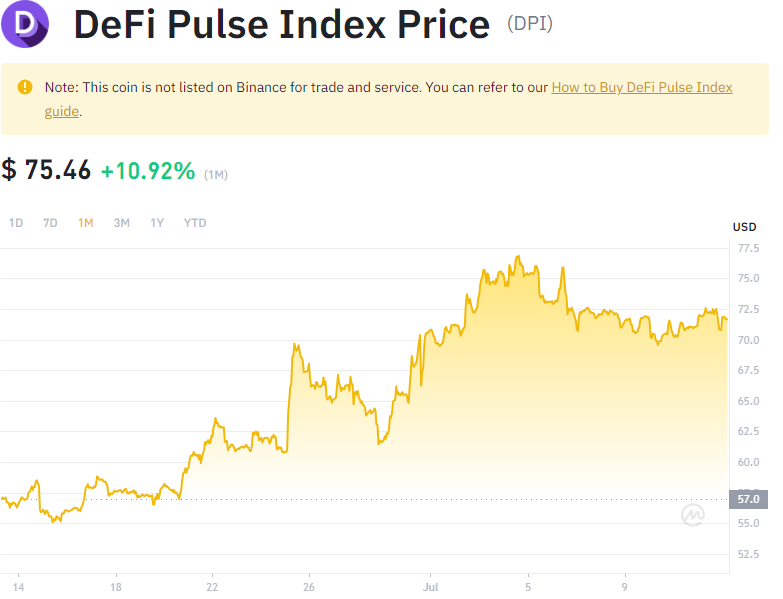 DeFi Pulse Index Price (DPI)
Note: This coin is not listed on Binance for trade and service. You can refer to our How to Buy DeFi Pulse Index
guide.
$ 75.46 +10.92% (1M)
1D 7D 1M 3M 1Y YTD
USD
77.5
75.0
72.5
70.0
67.5
65.0
62.5
60.0
57.0
55.0
52.5
14 18 22 26 Jul 5 9